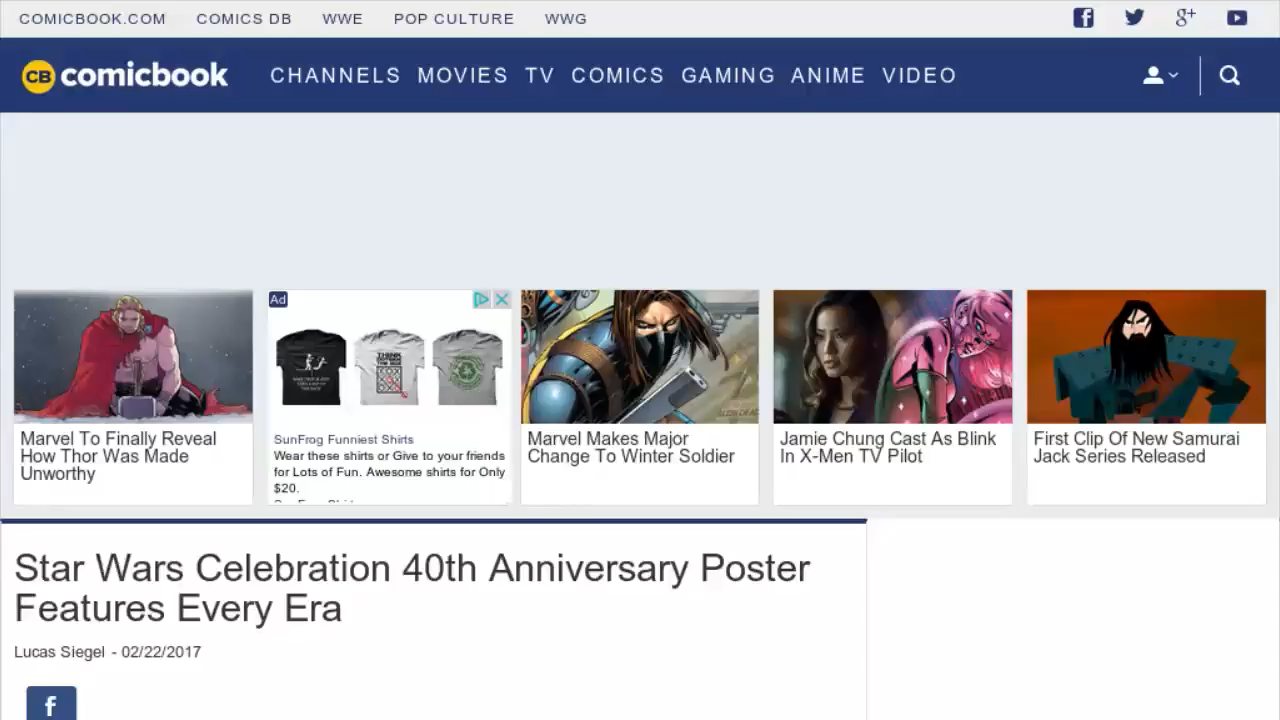 COMICBOOK.COM COMICS DB WWE POP CULTURE WWG
CB comicbook CHANNELS MOVIES TV COMICS GAMING ANIME VIDEO
Marvel To Finally Reveal
How Thor Was Made
Unworthy
Ad
SunFrog Funniest Shirts
Wear these shirts or Give to your friends
for Lots of Fun. Awesome shirts for Only
$20.
Marvel Makes Major
Change To Winter Soldier
Jamie Chung Cast As Blink
In X-Men TV Pilot
First Clip Of New Samurai
Jack Series Released
Star Wars Celebration 40th Anniversary Poster
Features Every Era
Lucas Siegel - 02/22/2017